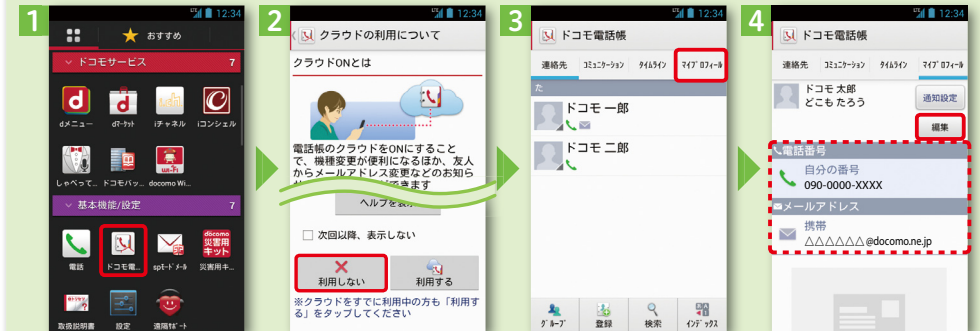 1
12:34
おすすめ
ドコモサービス 7
dメニュー dマーケット iチャネル iコンシェル
しゃべって... ドコモバッ... docomo Wi...
基本機能/設定 7
電話 ドコモ電... spモードメール 災害用キ...
取扱説明書 設定 遠隔サポート
2
12:34
クラウドの利用について
クラウドONとは
電話帳のクラウドをONにすること
で、機種変更が便利になるほか、友人
からメールアドレス変更などのお知ら
できます
ヘルプを表示
次回以降、表示しない
利用しない 利用する
※クラウドをすでに利用中の方も「利用す
る」をタップしてください
3
12:34
ドコモ電話帳
連絡先 コミュニケーション タイムライン マイプロフィール
た
ドコモ 一郎
ドコモ 二郎
グループ 登録 検索 インデックス
4
12:34
ドコモ電話帳
連絡先 コミュニケーション タイムライン マイプロフィール
ドコモ 太郎
どこも たろう
通知設定
編集
電話番号
自分の番号
090-0000-XXXX
メールアドレス
携帯
△△△△△△@docomo.ne.jp